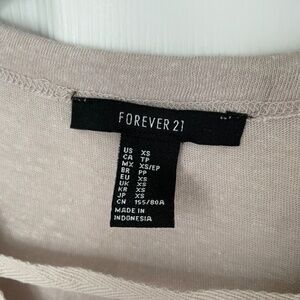 FOREVER 21
US XS
CA TP
MX XS/EP
BR PP
EU XS
UK XS
KR XS
JP XS
CN 155/80A
MADE IN
INDONESIA